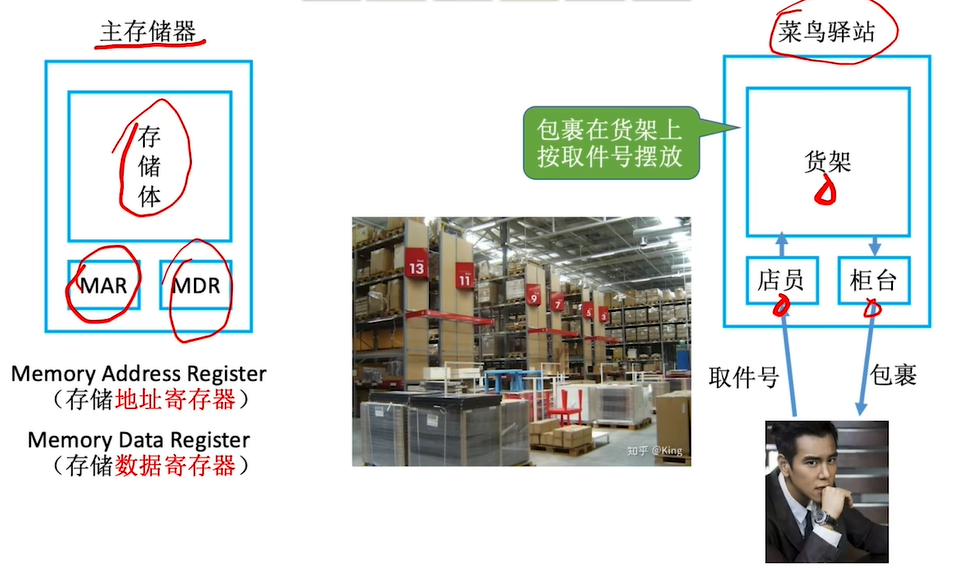 主存储器
存
储
体
MAR
MDR
Memory Address Register
（存储地址寄存器）
Memory Data Register
（存储数据寄存器）
包裹在货架上
按取件号摆放
13
11
9
7
5
3
知乎 @King
菜鸟驿站
货架
店员
柜台
取件号
包裹